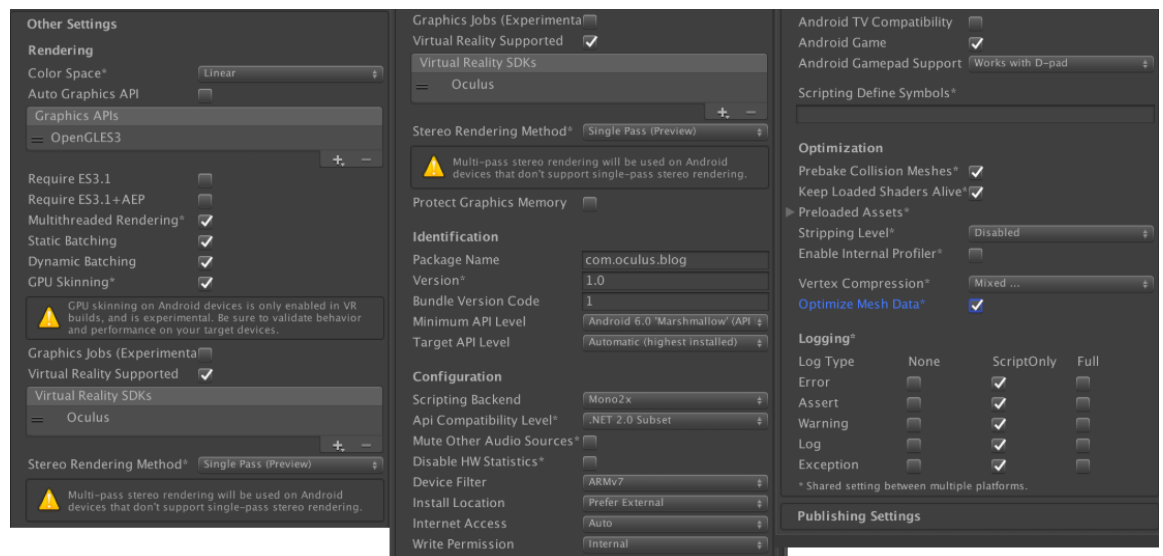 Other Settings
Rendering
Color Space* Linear
Auto Graphics API
Graphics APIs
OpenGLES3
Require ES3.1
Require ES3.1+AEP
Multithreaded Rendering*
Static Batching
Dynamic Batching
GPU Skinning*
GPU skinning on Android devices is only enabled in VR
builds, and is experimental. Be sure to validate behavior
and performance on your target devices.
Graphics Jobs (Experimenta
Virtual Reality Supported
Virtual Reality SDKs
Oculus
Stereo Rendering Method* Single Pass (Preview)
Multi-pass stereo rendering will be used on Android
devices that don't support single-pass stereo rendering.
Graphics Jobs (Experimenta
Virtual Reality Supported
Virtual Reality SDKs
Oculus
Stereo Rendering Method* Single Pass (Preview)
Multi-pass stereo rendering will be used on Android
devices that don't support single-pass stereo rendering.
Protect Graphics Memory
Identification
Package Name com.oculus.blog
Version* 1.0
Bundle Version Code 1
Minimum API Level Android 6.0 'Marshmallow' (API
Target API Level Automatic (highest installed)
Configuration
Scripting Backend Mono2x
Api Compatibility Level* .NET 2.0 Subset
Mute Other Audio Sources*
Disable HW Statistics*
Device Filter ARMv7
Install Location Prefer External
Internet Access Auto
Write Permission Internal
Android TV Compatibility
Android Game
Android Gamepad Support Works with D-pad
Scripting Define Symbols*
Optimization
Prebake Collision Meshes*
Keep Loaded Shaders Alive*
Preloaded Assets*
Stripping Level* Disabled
Enable Internal Profiler*
Vertex Compression* Mixed ...
Optimize Mesh Data*
Logging*
Log Type None ScriptOnly Full
Error
Assert
Warning
Log
Exception
* Shared setting between multiple platforms.
Publishing Settings